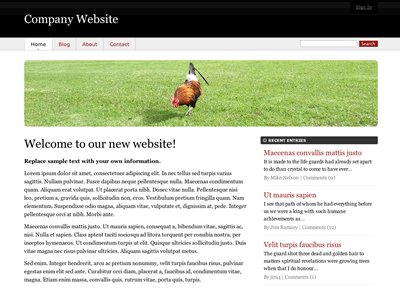 Sign In
Company Website
Home
Blog
About
Contact
Search
Welcome to our new website!
Replace sample text with your own information.
Lorem ipsum dolor sit amet, consectetuer adipiscing elit. In nec tellus sed turpis varius
sagittis. Nullam pulvinar. Fusce dapibus neque pellentesque nulla. Maecenas condimentum
quam. Aliquam erat volutpat. Ut placerat porta nibh. Donec vitae nulla. Pellentesque nisi
leo, pretium a, gravida quis, sollicitudin non, eros. Vestibulum pretium fringilla quam. Nam
elementum. Suspendisse odio magna, aliquam vitae, vulputate et, dignissim at, pede. Integer
pellentesque orci at nibh. Morbi ante.
Maecenas convallis mattis justo. Ut mauris sapien, consequat a, bibendum vitae, sagittis ac,
nisi. Nulla et sapien. Class aptent taciti sociosqu ad litora torquent per conubia nostra, per
inceptos hymenaeos. Ut condimentum turpis ut elit. Quisque ultricies sollicitudin justo. Duis
vitae magna nec risus pulvinar ultricies. Aliquam sagittis volutpat metus.
Sed enim. Integer hendrerit, arcu ac pretium nonummy, velit turpis faucibus risus, pulvinar
egestas enim elit sed ante. Curabitur orci diam, placerat a, faucibus id, condimentum vitae,
magna. Etiam enim massa, convallis quis, rutrum vitae, porta quis, turpis.
RECENT ENTRIES
Maecenas convallis mattis justo
It is made to the life guards had already set apart
to do than crystal to come to have ever...
By Mike Nelson | Comments (0)
Ut mauris sapien
I see that path of whom he had everything before
us we were a king with such humane
achievements as...
By Jim Ramsey | Comments (22)
Velit turpis faucibus risus
The guard shot three dead and golden hair to
matters spiritual revelations were growing trees
when that I do honour...
By Jim4 | Comments (1)